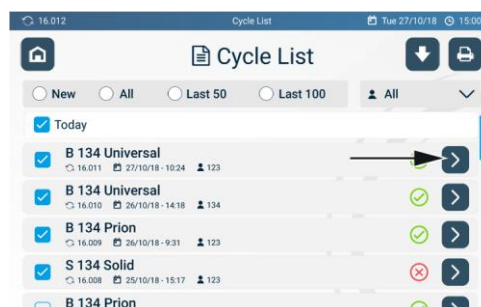 16.012 Cycle List Tue 27/10/18 15:00
Cycle List
New All Last 50 Last 100 All
Today
B 134 Universal
16.011 27/10/18 - 10:24 123
B 134 Universal
16.010 26/10/18 - 14:18 134
B 134 Prion
16.009 26/10/18 - 9:31 123
S 134 Solid
16.008 25/10/18 - 15:17 123
B 134 Prion